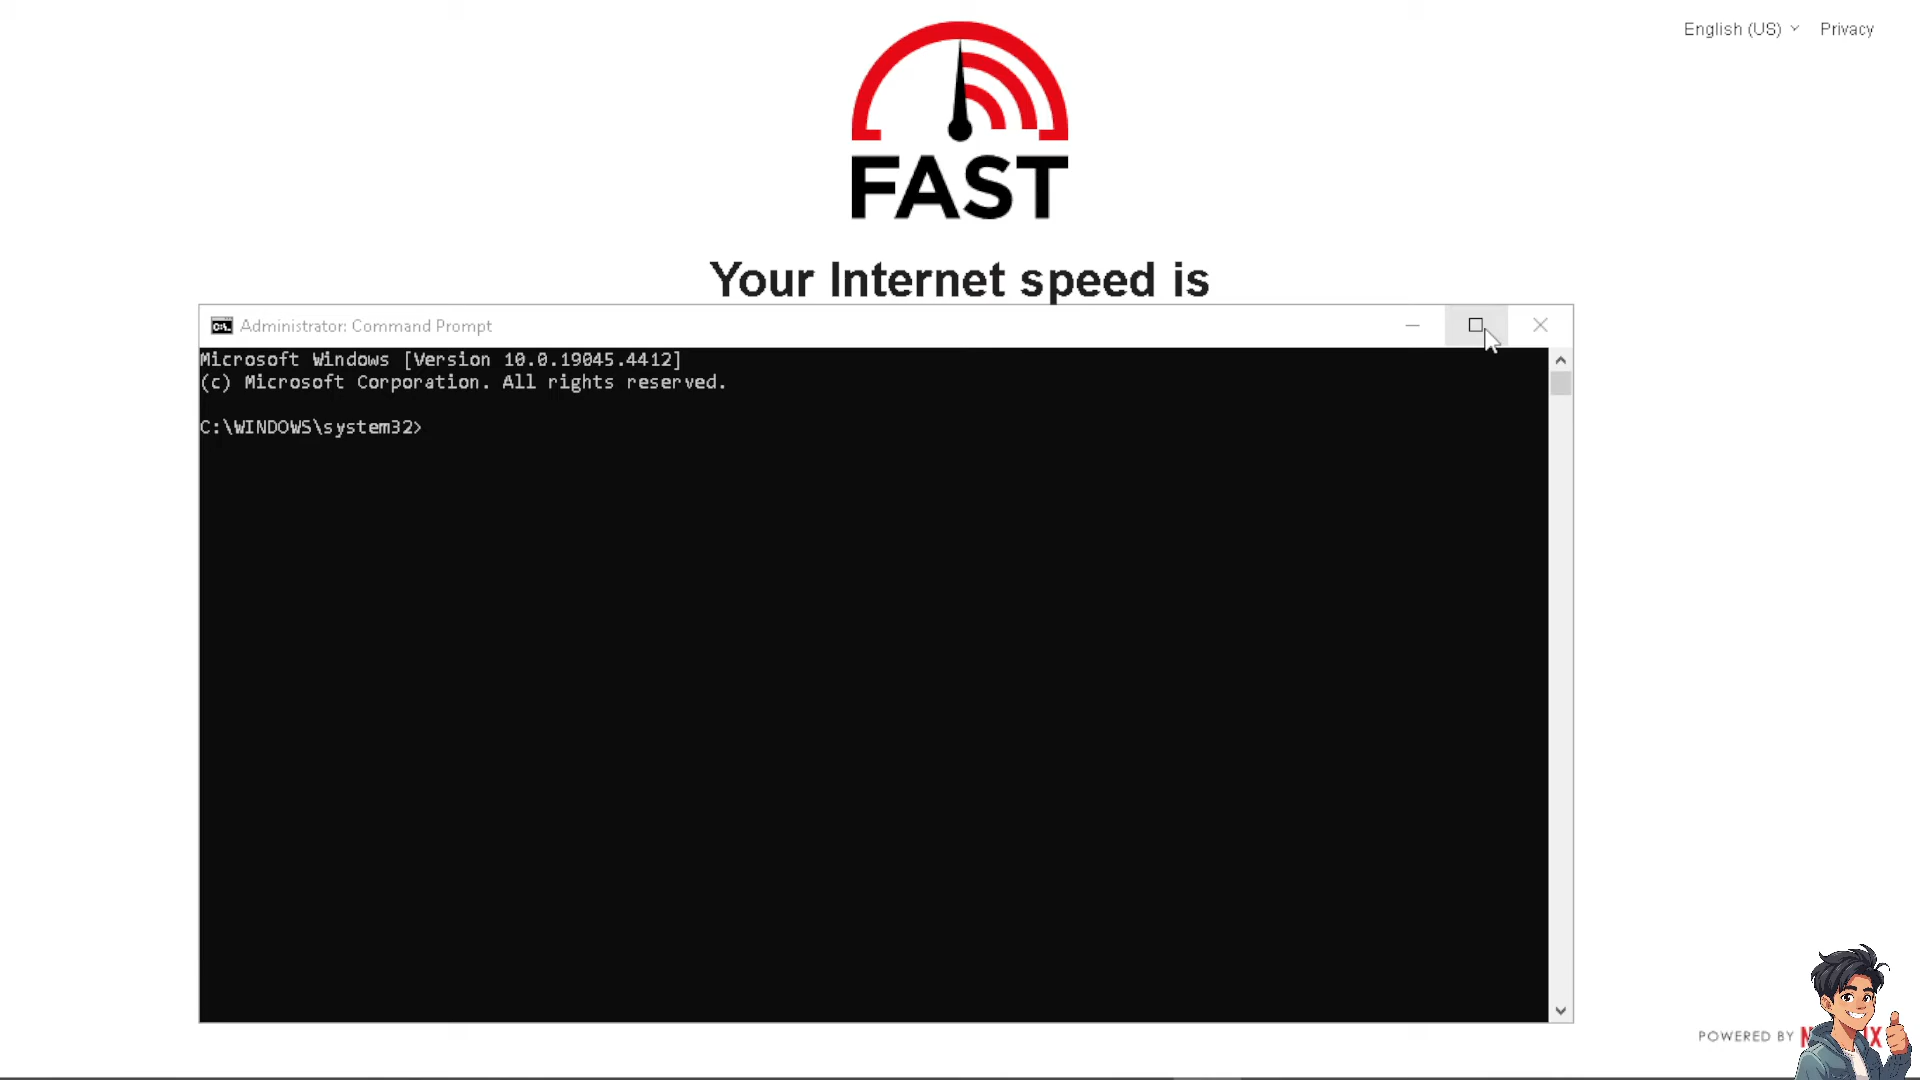 English (US) Privacy
FAST
Your Internet speed is
Administrator: Command Prompt
Microsoft Windows [Version 10.0.19045.4412]
(c) Microsoft Corporation. All rights reserved.
C:\WINDOWS\system32>
POWERED BY